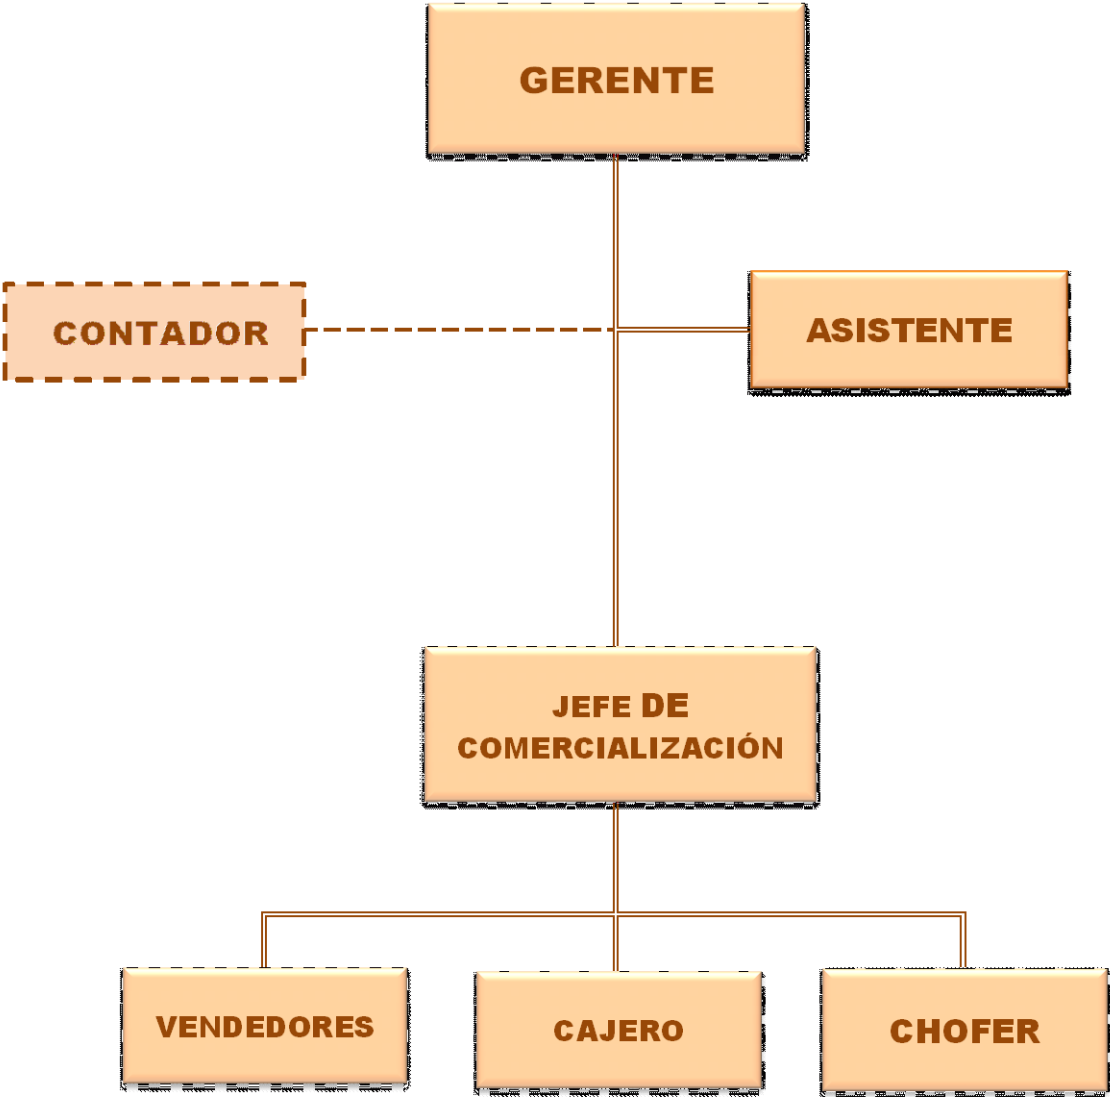 GERENTE
CONTADOR
ASISTENTE
JEFE DE
COMERCIALIZACIÓN
VENDEDORES
CAJERO
CHOFER